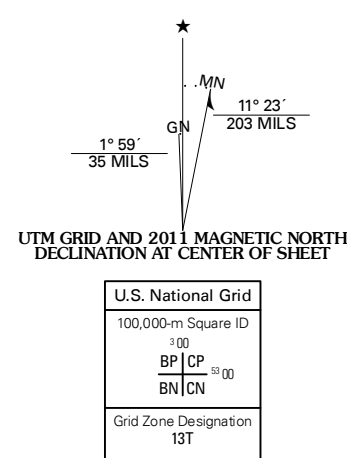 ★
MN
GN
11° 23´
203 MILS
1° 59´
35 MILS
UTM GRID AND 2011 MAGNETIC NORTH
DECLINATION AT CENTER OF SHEET
U.S. National Grid
100,000-m Square ID
³00
BP CP
⁵³00
BN CN
Grid Zone Designation
13T